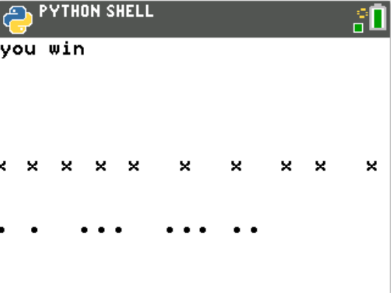 PYTHON SHELL
you win
x x x x x  x  x  x x  x
. .  ...  ... ..